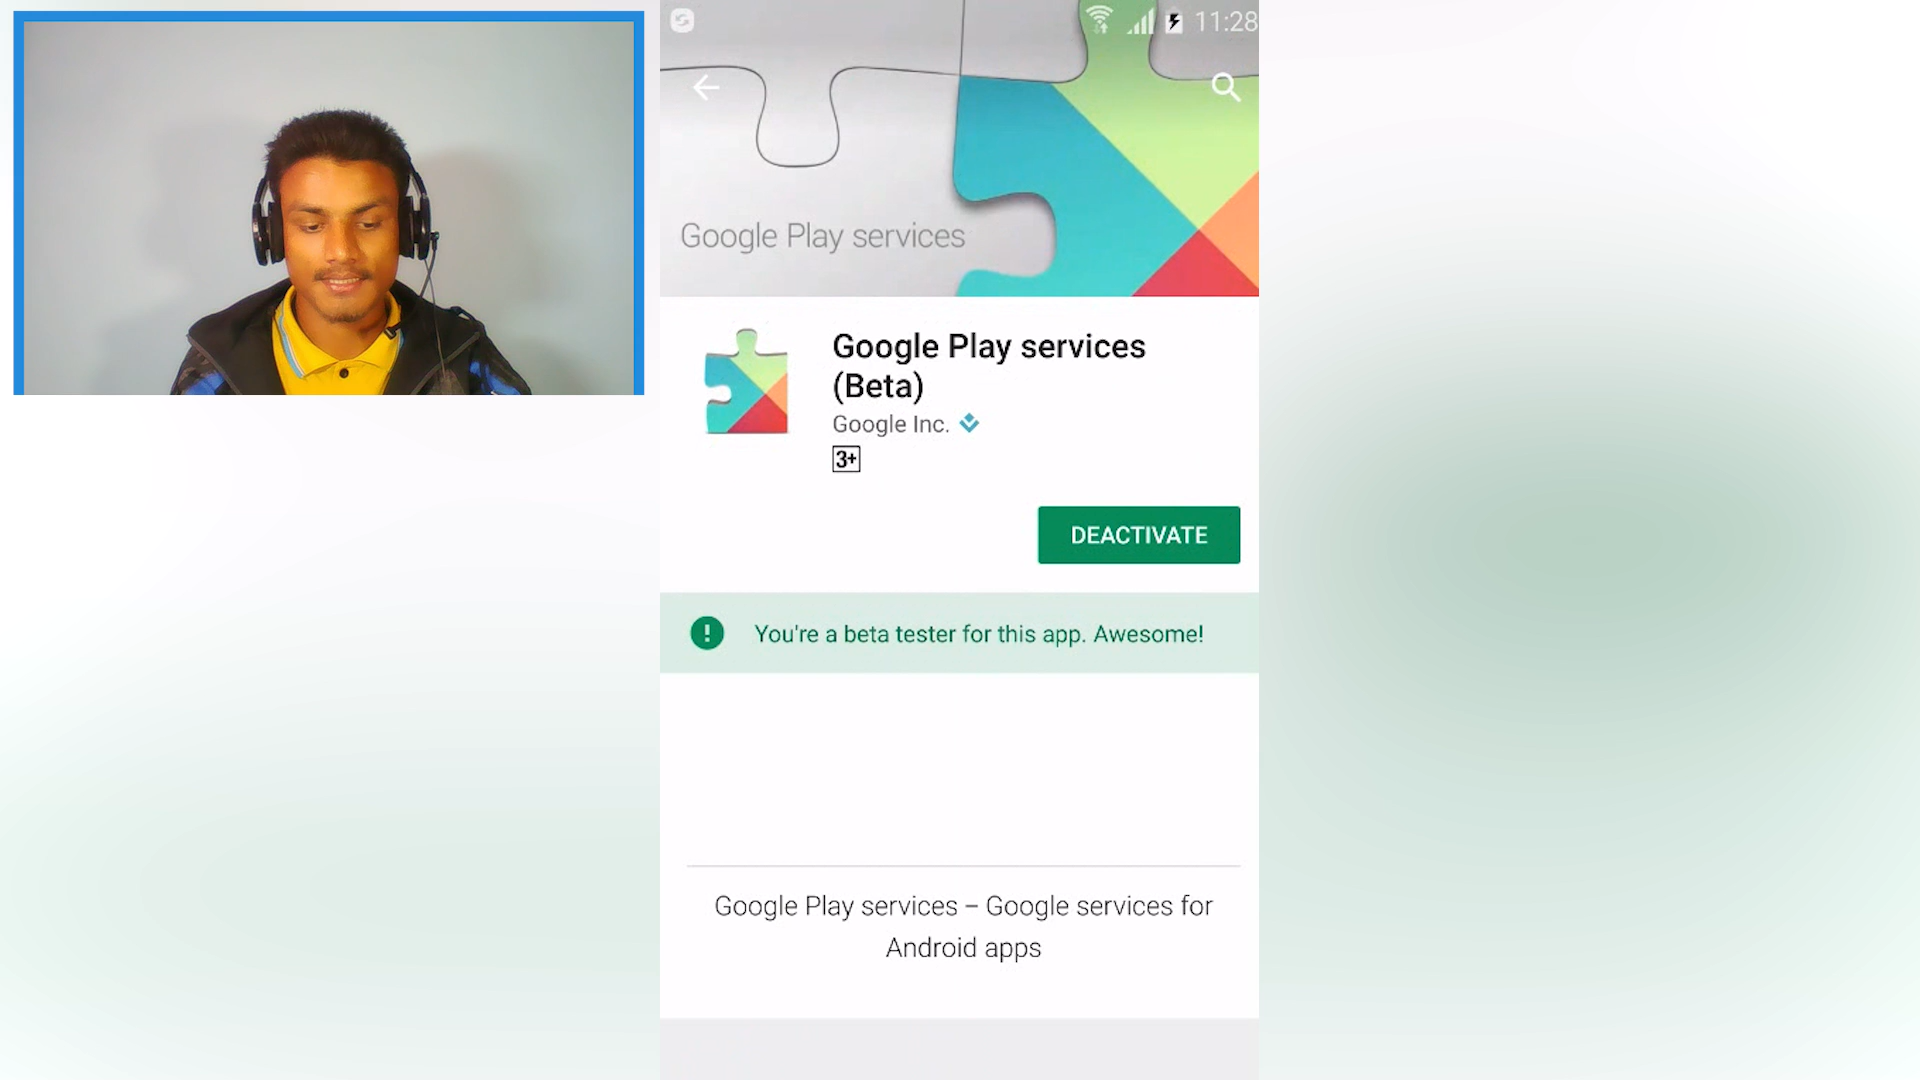 11:28
Google Play services
Google Play services
(Beta)
Google Inc.
3+
DEACTIVATE
You're a beta tester for this app. Awesome!
Google Play services – Google services for
Android apps